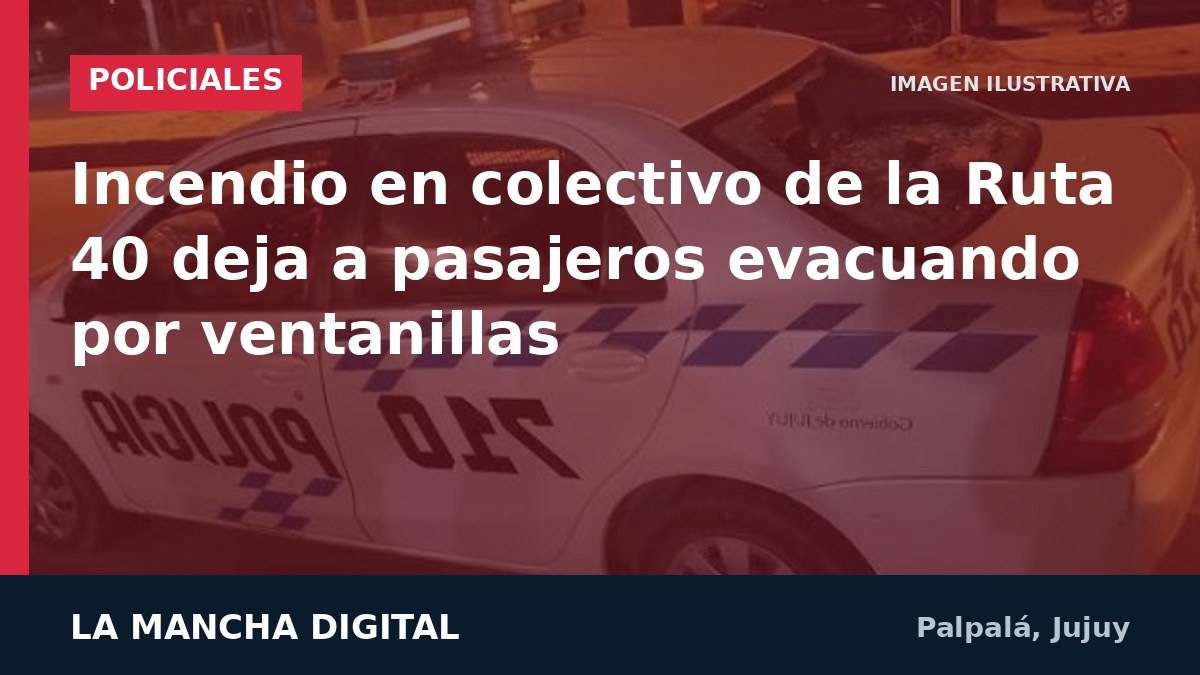 POLICIALES
IMAGEN ILUSTRATIVA
Incendio en colectivo de la Ruta
40 deja a pasajeros evacuando
por ventanillas
POLICIA
710
Gobierno de JUJUY
LA MANCHA DIGITAL
Palpalá, Jujuy